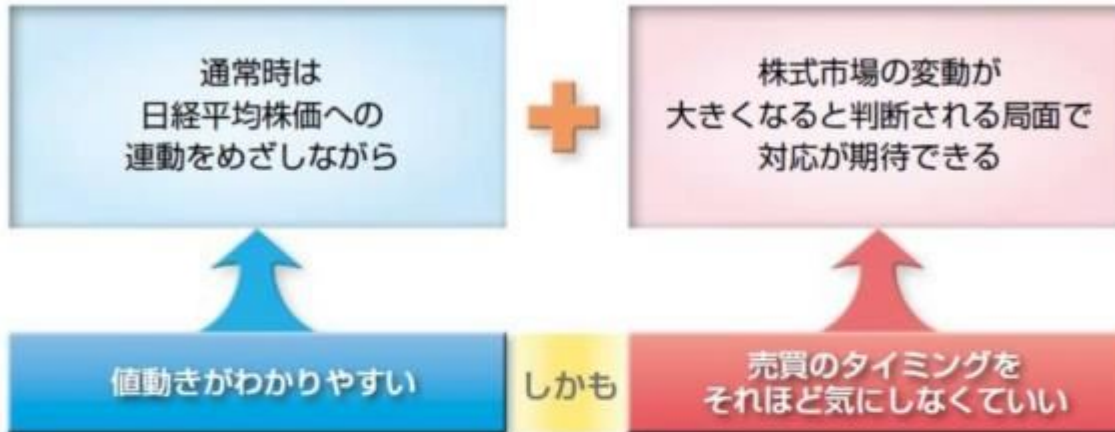 通常時は
日経平均株価への
連動をめざしながら
株式市場の変動が
大きくなると判断される局面で
対応が期待できる
値動きがわかりやすい
しかも
売買のタイミングを
それほど気にしなくていい